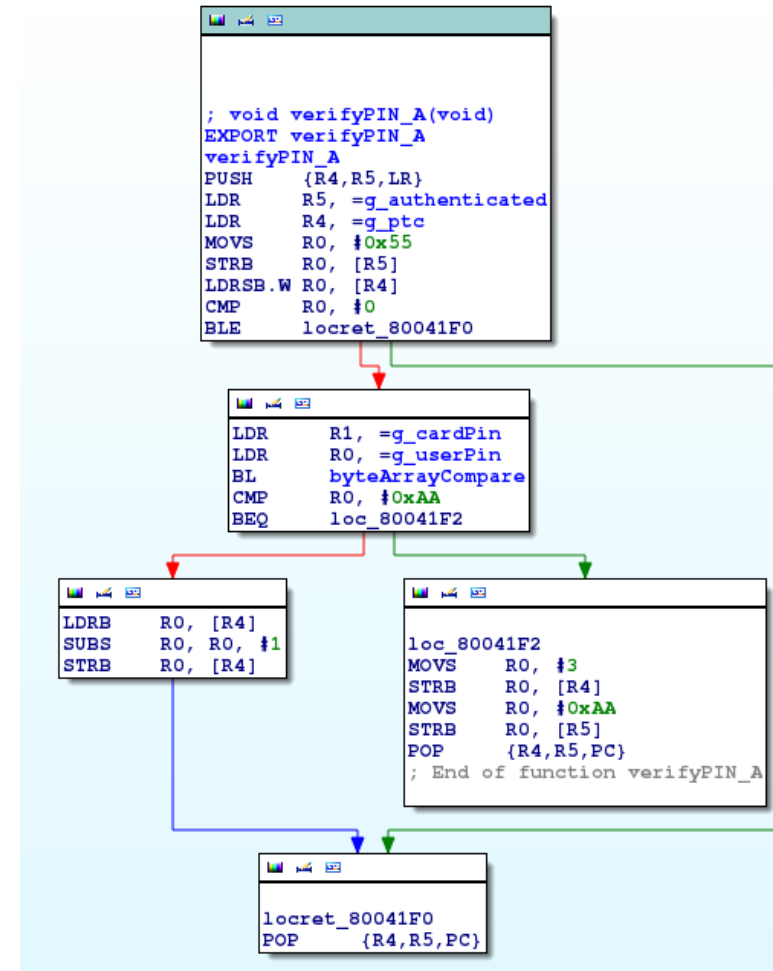 ; void verifyPIN_A(void)
EXPORT verifyPIN_A
verifyPIN_A
PUSH {R4,R5,LR}
LDR R5, =g_authenticated
LDR R4, =g_ptc
MOVS R0, #0x55
STRB R0, [R5]
LDRSB.W R0, [R4]
CMP R0, #0
BLE locret_80041F0
LDR R1, =g_cardPin
LDR R0, =g_userPin
BL byteArrayCompare
CMP R0, #0xAA
BEQ loc_80041F2
LDRB R0, [R4]
SUBS R0, R0, #1
STRB R0, [R4]
loc_80041F2
MOVS R0, #3
STRB R0, [R4]
MOVS R0, #0xAA
STRB R0, [R5]
POP {R4,R5,PC}
; End of function verifyPIN_A
locret_80041F0
POP {R4,R5,PC}